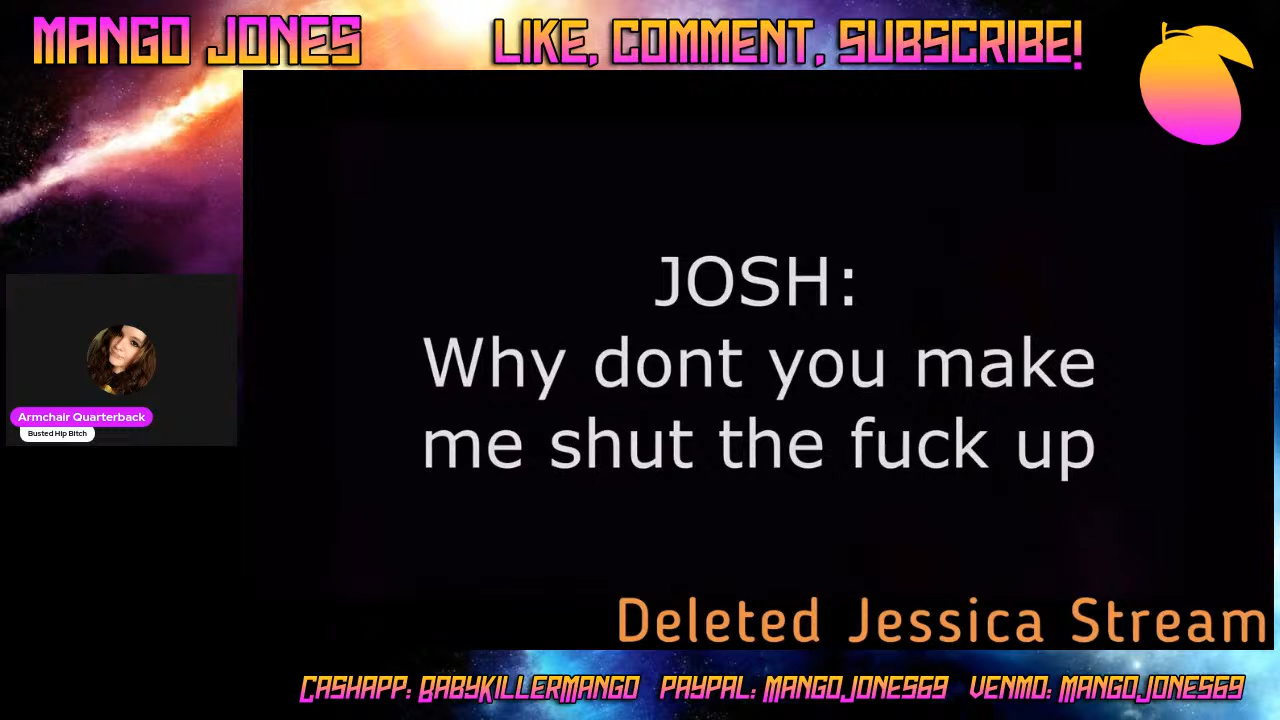 MANGO JONES
LIKE, COMMENT, SUBSCRIBE!
JOSH:
Why dont you make
me shut the fuck up
Armchair Quarterback
Busted Hip Bitch
Deleted Jessica Stream
CASHAPP: BABYKILLERMANGO PAYPAL: MANGOJONES69 VENMO: MANGOJONES69